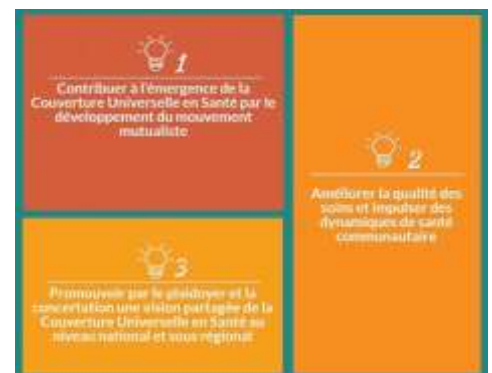 1
Contribuer à l'émergence de la
Couverture Universelle en Santé par le
développement du mouvement
mutualiste
2
Améliorer la qualité des
soins et impulser des
dynamiques de santé
communautaire
3
Promouvoir par le plaidoyer et la
concertation une vision partagée de la
Couverture Universelle en Santé au
niveau national et sous régional